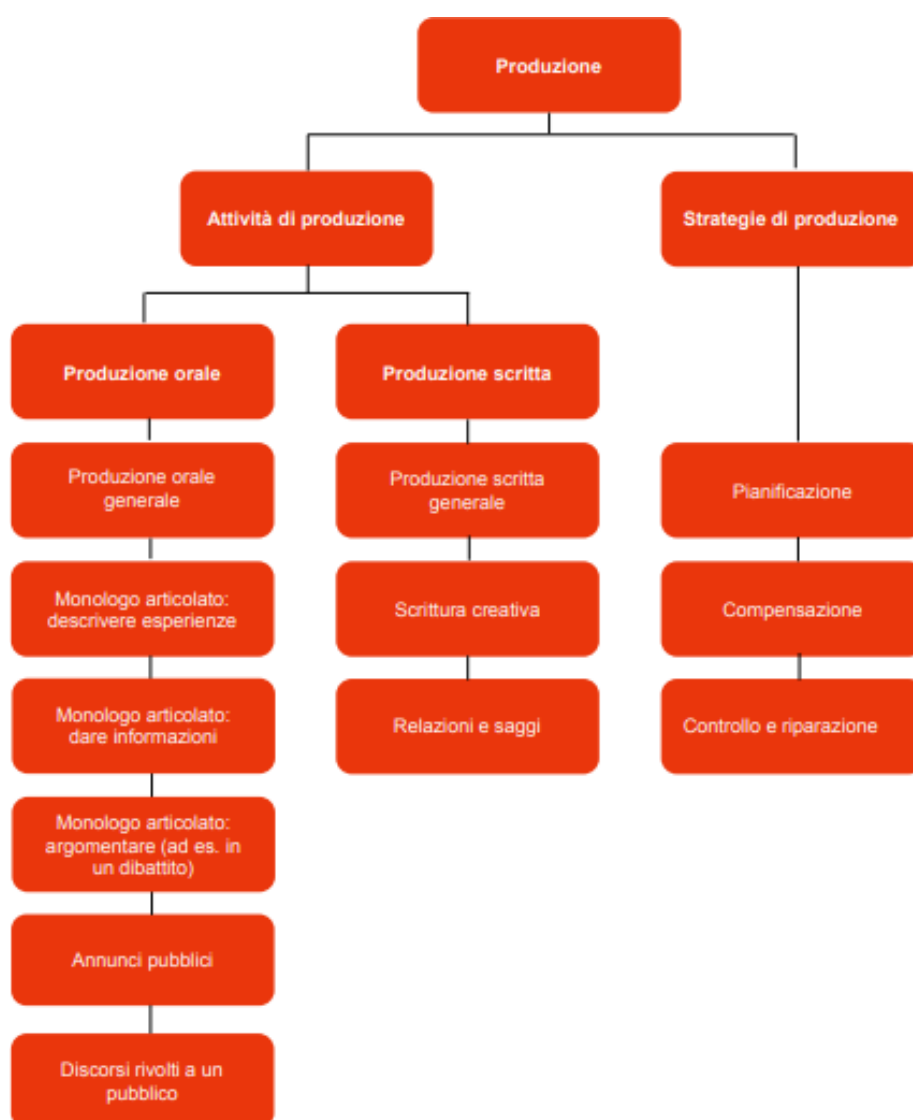 Produzione
Attività di produzione
Strategie di produzione
Produzione orale
Produzione scritta
Produzione orale
generale
Produzione scritta
generale
Pianificazione
Monologo articolato:
descrivere esperienze
Scrittura creativa
Compensazione
Monologo articolato:
dare informazioni
Relazioni e saggi
Controllo e riparazione
Monologo articolato:
argomentare (ad es. in
un dibattito)
Annunci pubblici
Discorsi rivolti a un
pubblico